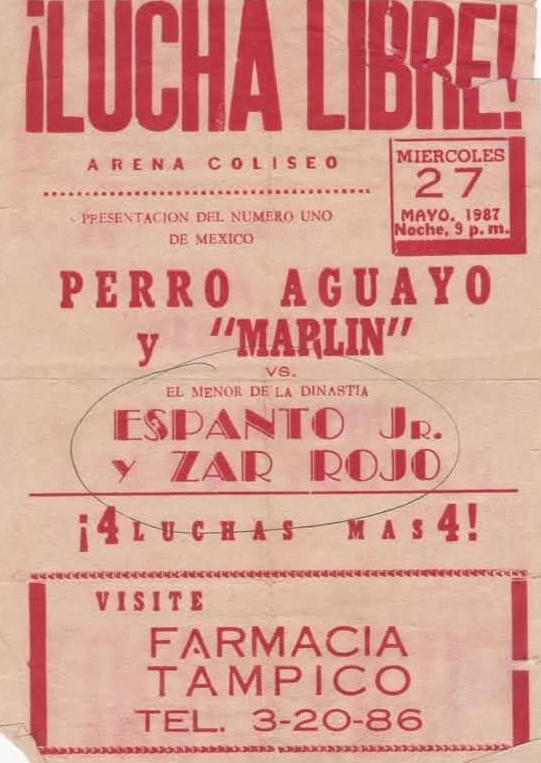 ¡LUCHA LIBRE!
ARENA COLISEO
MIERCOLES
27
MAYO. 1987
Noche, 9 p. m.
PRESENTACION DEL NUMERO UNO
DE MEXICO
PERRO AGUAYO
y "MARLIN"
VS.
EL MENOR DE LA DINASTIA
ESPANTO JR.
Y ZAR ROJO
¡4 LUCHAS MAS 4!
VISITE
FARMACIA
TAMPICO
TEL. 3-20-86